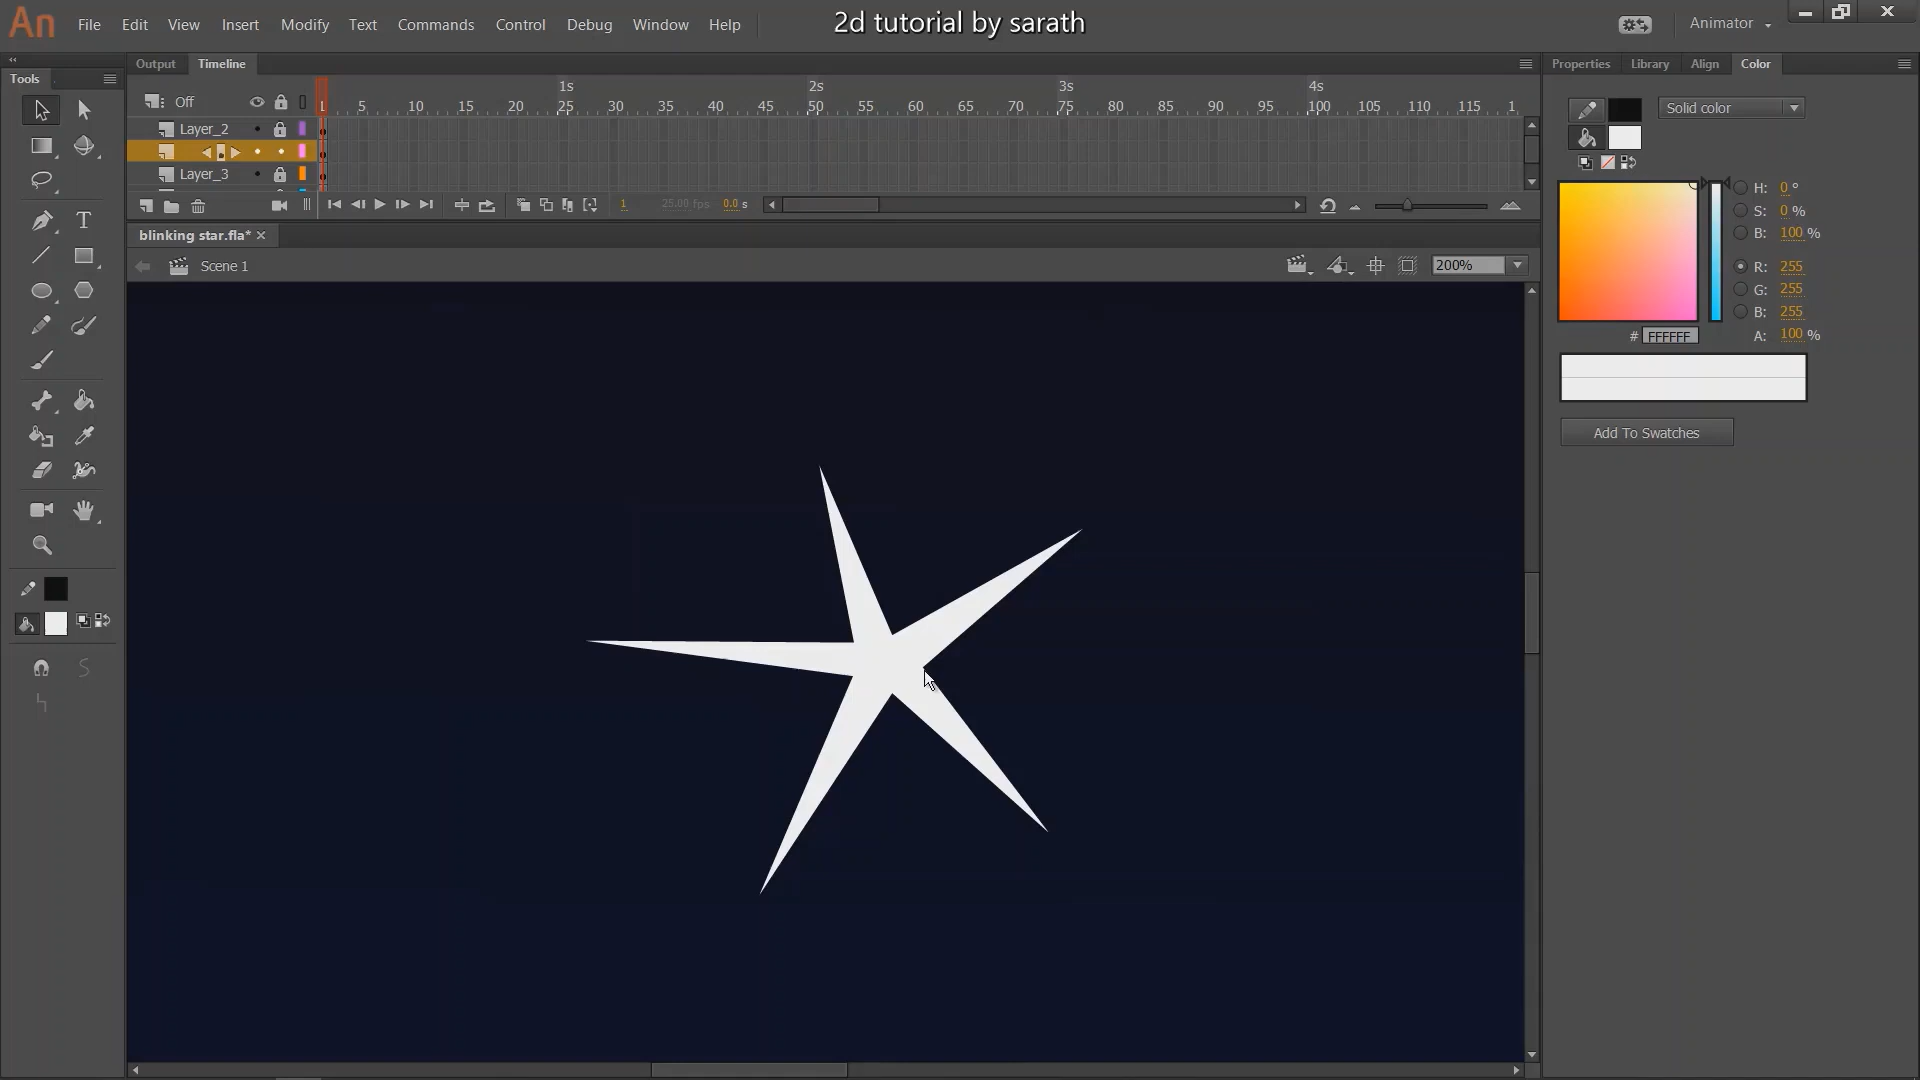 2d tutorial by sarath
An File Edit View Insert Modify Text Commands Control Debug Window Help Animator
Tools
Output Timeline
Properties Library Align Color
1s 2s 3s 4s
Off 1 5 10 15 20 25 30 35 40 45 50 55 60 65 70 75 80 85 90 95 100 105 110 115 1
Layer_2
Layer_3
1 25.00 fps 0.0 s
blinking star.fla*
Scene 1 200%
T
Solid color
H: 0 °
S: 0 %
B: 100 %
R: 255
G: 255
B: 255
# FFFFFF A: 100 %
Add To Swatches